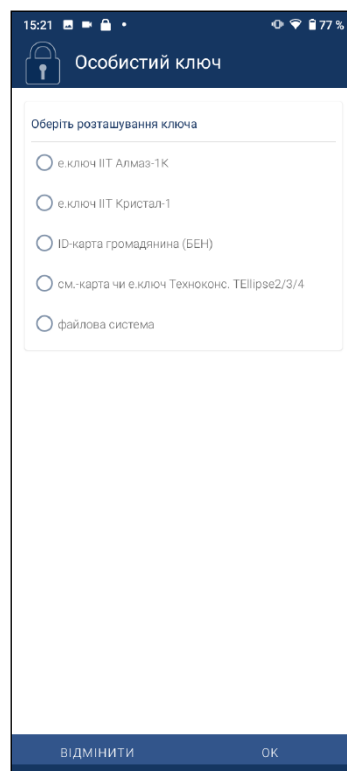 15:21 77 %
Особистий ключ
Оберіть розташування ключа
е.ключ ІІТ Алмаз-1К
е.ключ ІІТ Кристал-1
ID-карта громадянина (БЕН)
см.-карта чи е.ключ Техноконс. TEllipse2/3/4
файлова система
ВІДМІНИТИ OK